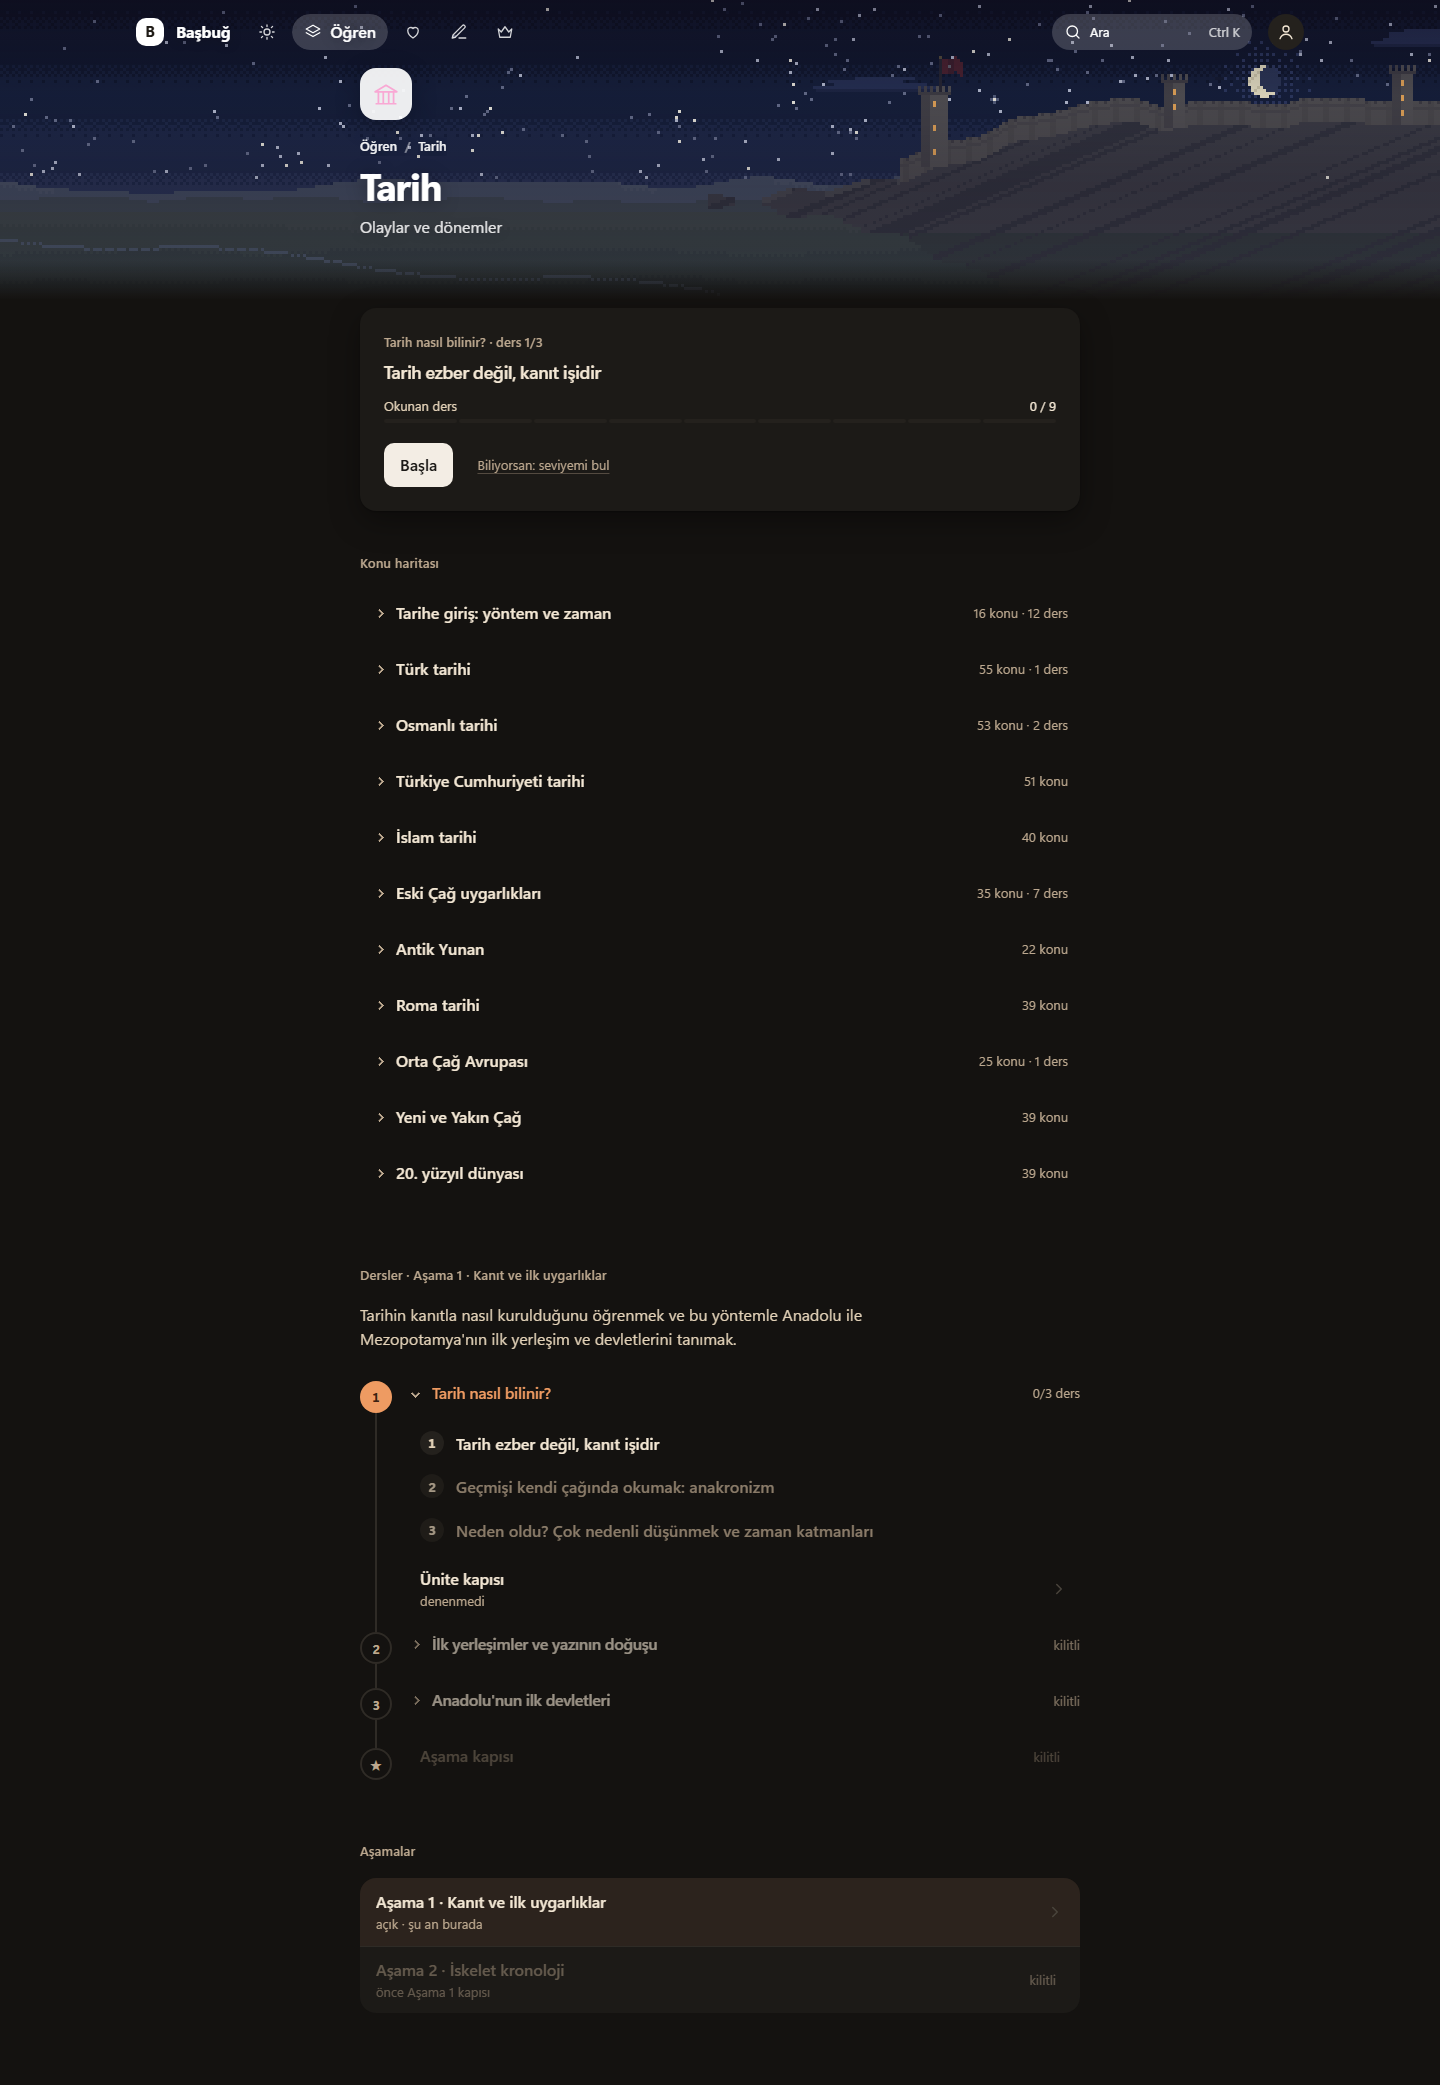 B Başbuğ Öğren Ara Ctrl K
Öğren / Tarih
Tarih
Olaylar ve dönemler
Tarih nasıl bilinir? · ders 1/3
Tarih ezber değil, kanıt işidir
Okunan ders 0 / 9
Başla Biliyorsan: seviyemi bul
Konu haritası
Tarihe giriş: yöntem ve zaman 16 konu · 12 ders
Türk tarihi 55 konu · 1 ders
Osmanlı tarihi 53 konu · 2 ders
Türkiye Cumhuriyeti tarihi 51 konu
İslam tarihi 40 konu
Eski Çağ uygarlıkları 35 konu · 7 ders
Antik Yunan 22 konu
Roma tarihi 39 konu
Orta Çağ Avrupası 25 konu · 1 ders
Yeni ve Yakın Çağ 39 konu
20. yüzyıl dünyası 39 konu
Dersler · Aşama 1 · Kanıt ve ilk uygarlıklar
Tarihin kanıtla nasıl kurulduğunu öğrenmek ve bu yöntemle Anadolu ile
Mezopotamya'nın ilk yerleşim ve devletlerini tanımak.
1 Tarih nasıl bilinir? 0/3 ders
1 Tarih ezber değil, kanıt işidir
2 Geçmişi kendi çağında okumak: anakronizm
3 Neden oldu? Çok nedenli düşünmek ve zaman katmanları
Ünite kapısı
denenmedi
2 İlk yerleşimler ve yazının doğuşu kilitli
3 Anadolu'nun ilk devletleri kilitli
★ Aşama kapısı kilitli
Aşamalar
Aşama 1 · Kanıt ve ilk uygarlıklar
açık · şu an burada
Aşama 2 · İskelet kronoloji kilitli
önce Aşama 1 kapısı